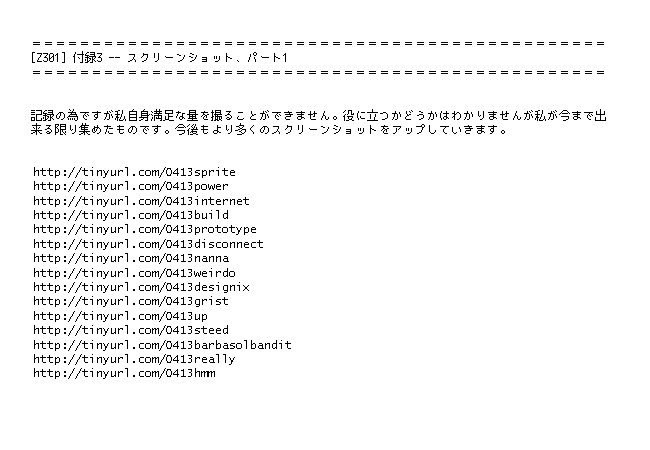 ================================================
[Z301] 付録3 -- スクリーンショット、パート1
================================================
記録の為ですが私自身満足な量を撮ることができません。役に立つかどうかはわかりませんが私が今まで出
来る限り集めたものです。今後もより多くのスクリーンショットをアップしていきます。
http://tinyurl.com/0413sprite
http://tinyurl.com/0413power
http://tinyurl.com/0413internet
http://tinyurl.com/0413build
http://tinyurl.com/0413prototype
http://tinyurl.com/0413disconnect
http://tinyurl.com/0413nanna
http://tinyurl.com/0413weirdo
http://tinyurl.com/0413designix
http://tinyurl.com/0413grist
http://tinyurl.com/0413up
http://tinyurl.com/0413steed
http://tinyurl.com/0413barbasolbandit
http://tinyurl.com/0413really
http://tinyurl.com/0413hmm